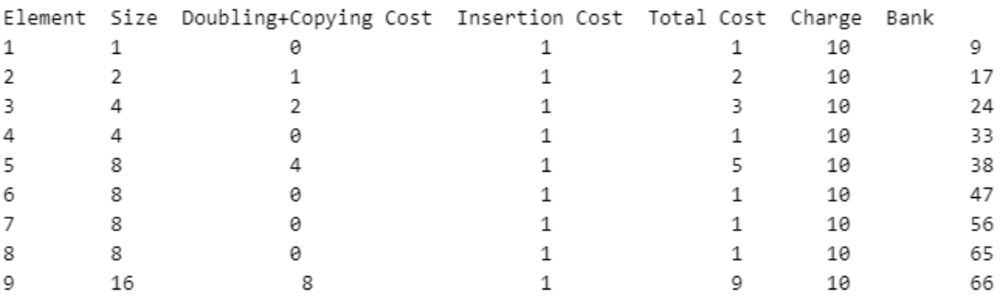 Element Size Doubling+Copying Cost Insertion Cost Total Cost Charge Bank
1 1 0 1 1 10 9
2 2 1 1 2 10 17
3 4 2 1 3 10 24
4 4 0 1 1 10 33
5 8 4 1 5 10 38
6 8 0 1 1 10 47
7 8 0 1 1 10 56
8 8 0 1 1 10 65
9 16 8 1 9 10 66